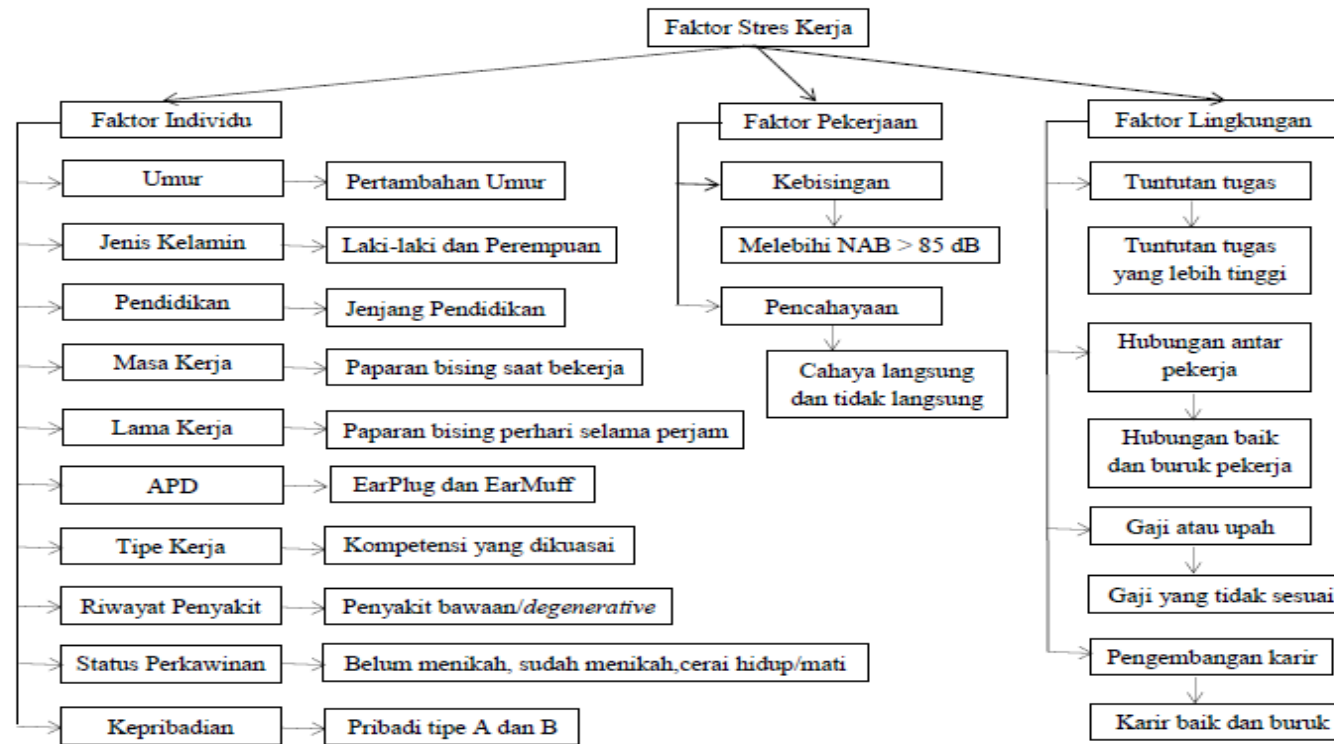 Faktor Stres Kerja
Faktor Individu
Umur
Pertambahan Umur
Jenis Kelamin
Laki-laki dan Perempuan
Pendidikan
Jenjang Pendidikan
Masa Kerja
Paparan bising saat bekerja
Lama Kerja
Paparan bising perhari selama perjam
APD
EarPlug dan EarMuff
Tipe Kerja
Kompetensi yang dikuasai
Riwayat Penyakit
Penyakit bawaan/degenerative
Status Perkawinan
Belum menikah, sudah menikah,cerai hidup/mati
Kepribadian
Pribadi tipe A dan B
Faktor Pekerjaan
Kebisingan
Melebihi NAB > 85 dB
Pencahayaan
Cahaya langsung
dan tidak langsung
Faktor Lingkungan
Tuntutan tugas
Tuntutan tugas
yang lebih tinggi
Hubungan antar
pekerja
Hubungan baik
dan buruk pekerja
Gaji atau upah
Gaji yang tidak sesuai
Pengembangan karir
Karir baik dan buruk